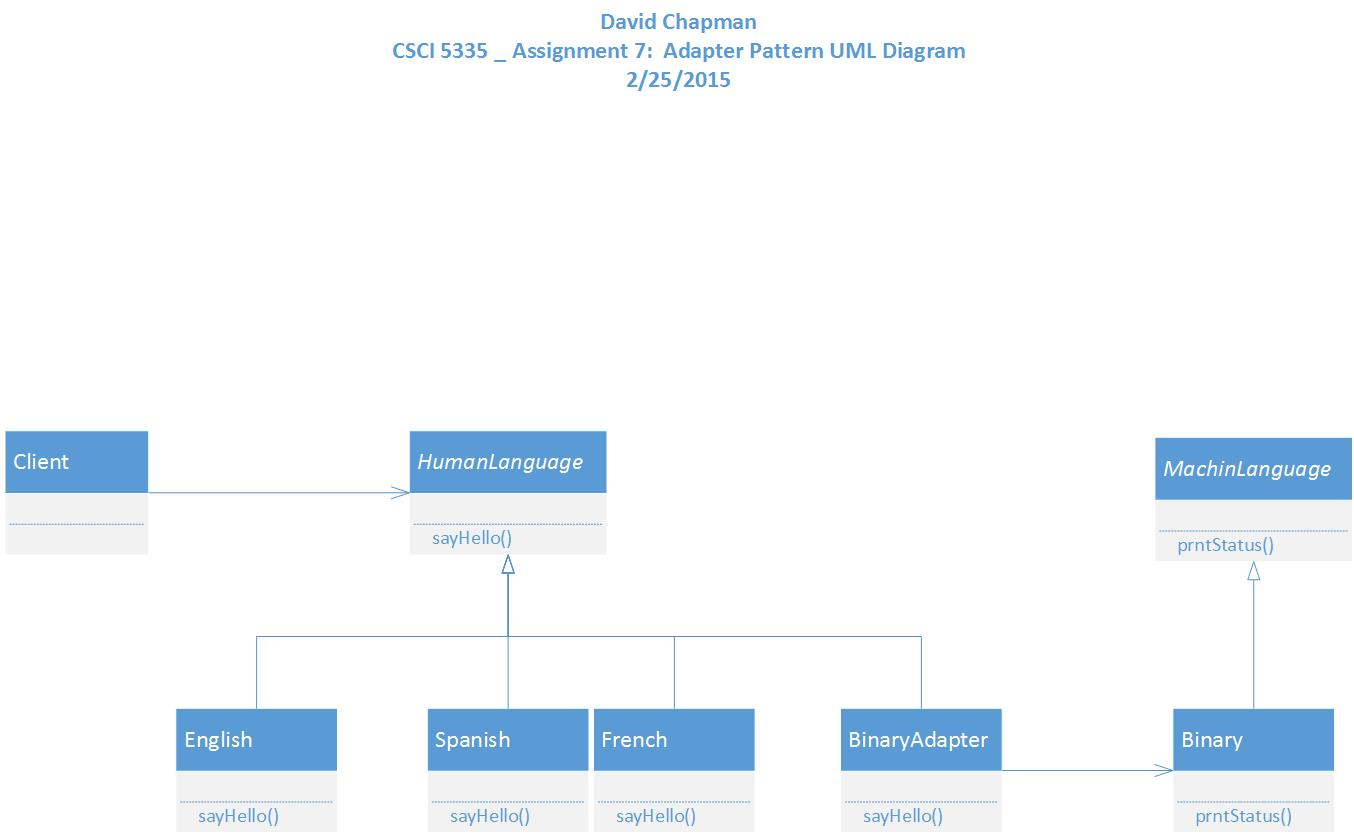 David Chapman
CSCI 5335 _ Assignment 7:  Adapter Pattern UML Diagram
2/25/2015
Client
HumanLanguage
sayHello()
MachinLanguage
prntStatus()
English
sayHello()
Spanish
sayHello()
French
sayHello()
BinaryAdapter
sayHello()
Binary
prntStatus()